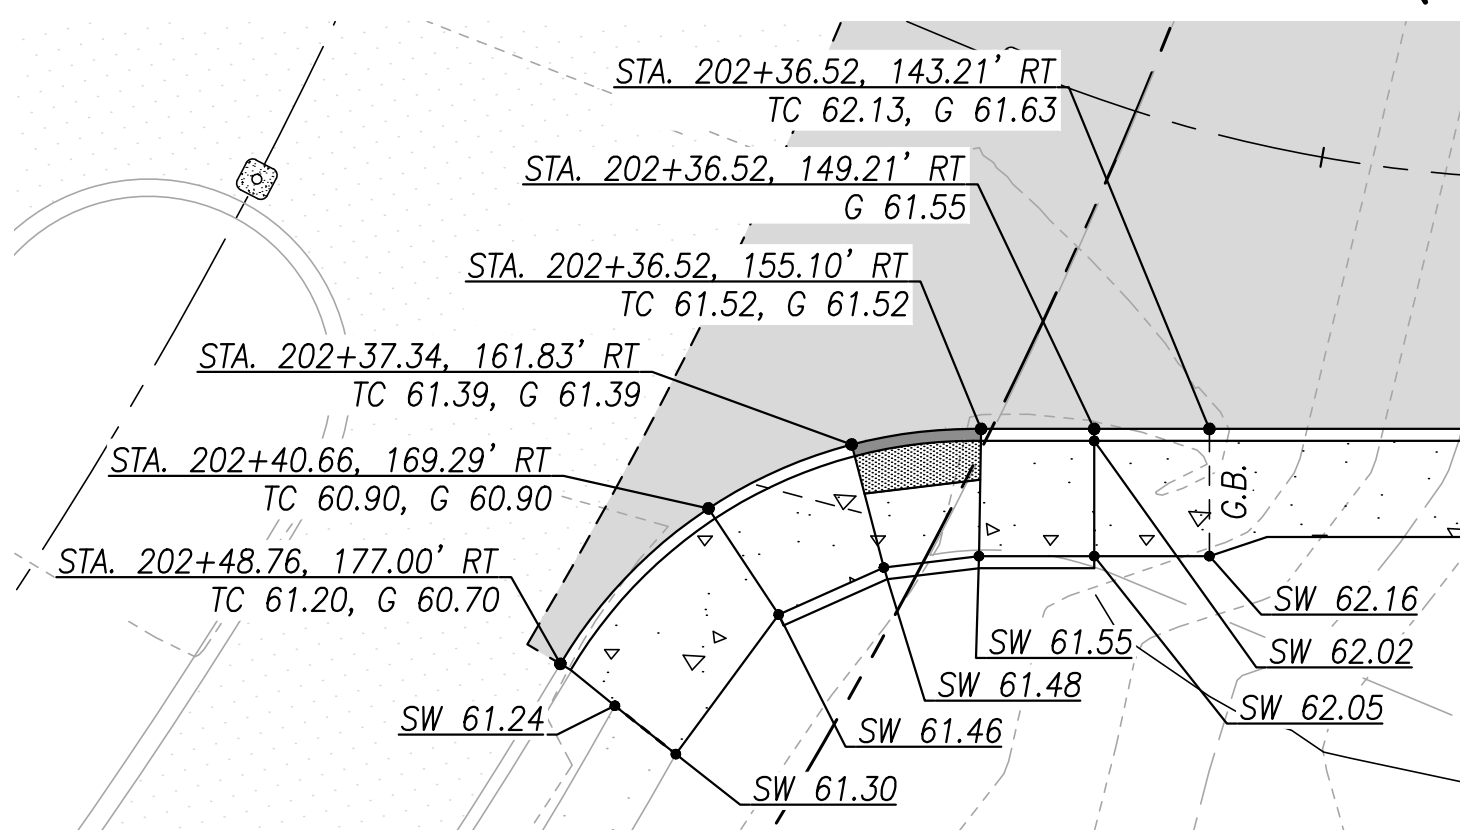 STA. 202+36.52, 143.21' RT
TC 62.13, G 61.63
STA. 202+36.52, 149.21' RT
G 61.55
STA. 202+36.52, 155.10' RT
TC 61.52, G 61.52
STA. 202+37.34, 161.83' RT
TC 61.39, G 61.39
STA. 202+40.66, 169.29' RT
TC 60.90, G 60.90
STA. 202+48.76, 177.00' RT
TC 61.20, G 60.70
G.B.
SW 62.16
SW 61.55
SW 62.02
SW 61.48
SW 62.05
SW 61.24
SW 61.46
SW 61.30